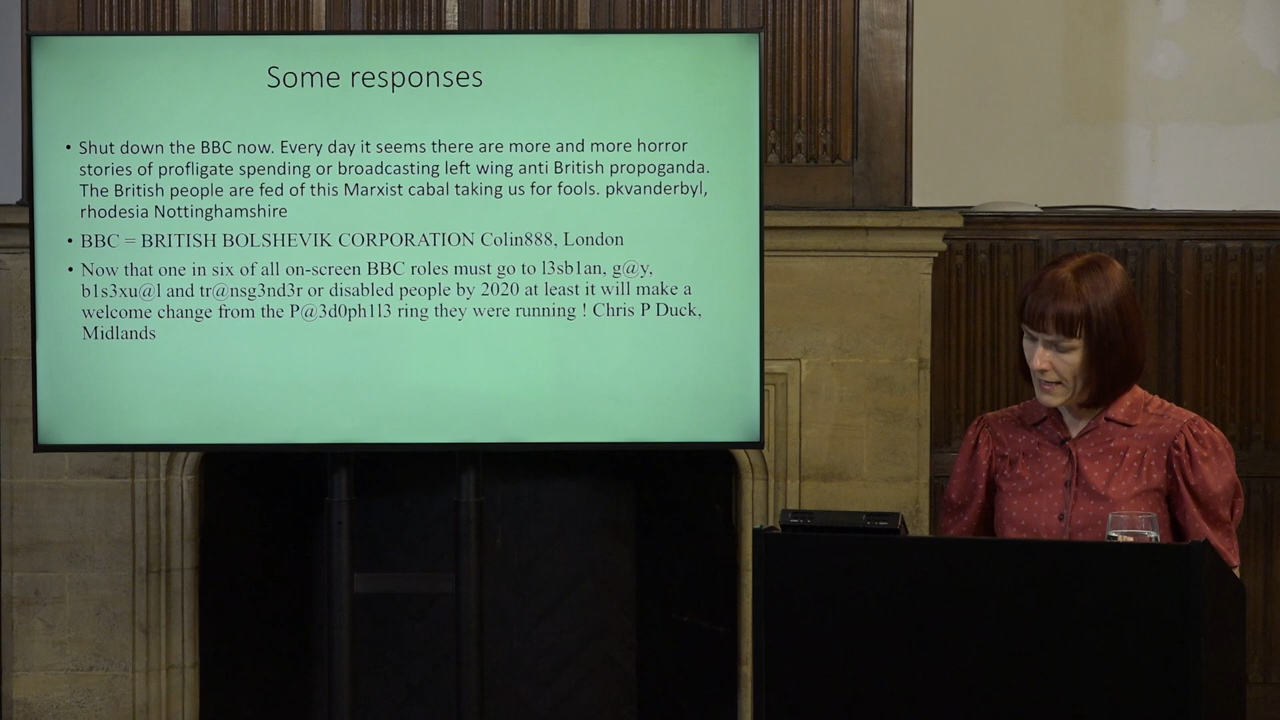 Some responses
• Shut down the BBC now. Every day it seems there are more and more horror
stories of profligate spending or broadcasting left wing anti British propoganda.
The British people are fed of this Marxist cabal taking us for fools. pkvanderbyl,
rhodesia Nottinghamshire
• BBC = BRITISH BOLSHEVIK CORPORATION Colin888, London
• Now that one in six of all on-screen BBC roles must go to l3sb1an, g@y,
b1s3xu@l and tr@nsg3nd3r or disabled people by 2020 at least it will make a
welcome change from the P@3d0ph1l3 ring they were running ! Chris P Duck,
Midlands